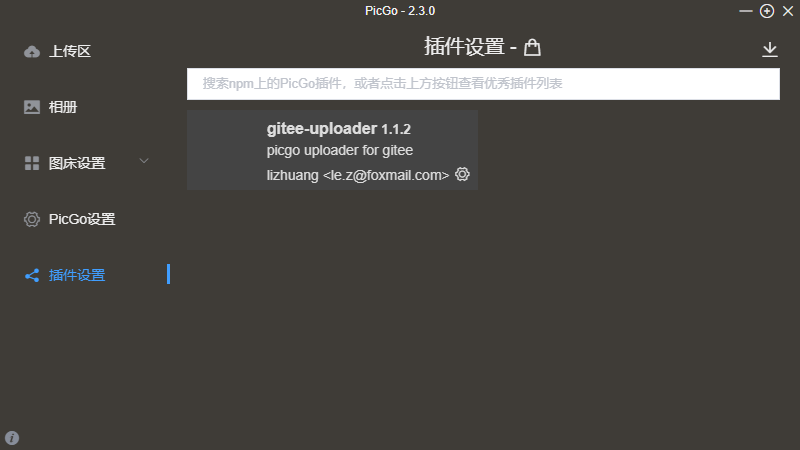 PicGo - 2.3.0
上传区
相册
图床设置
PicGo设置
插件设置
插件设置 -
搜索npm上的PicGo插件，或者点击上方按钮查看优秀插件列表
gitee-uploader 1.1.2
picgo uploader for gitee
lizhuang <le.z@foxmail.com>